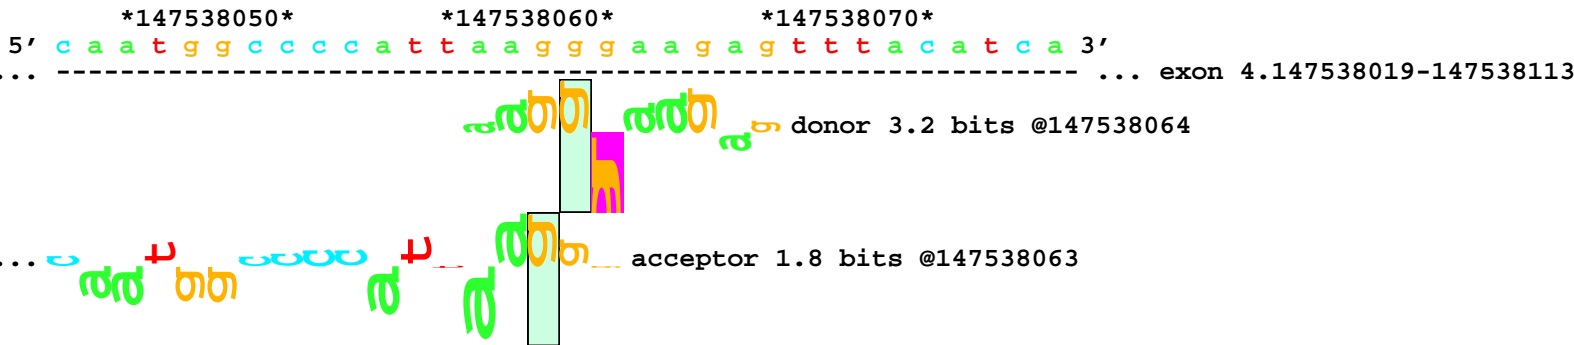 *147538050* *147538060* *147538070*
5′ c a a t g g c c c c a t t a a g g g a a g a g t t t a c a t c a 3′
... ---------------------------------------------------------------- ... exon 4.147538019-147538113
a a g g g a a g a g donor 3.2 bits @147538064
... c a a t g g c c c c a t t a a g g g acceptor 1.8 bits @147538063